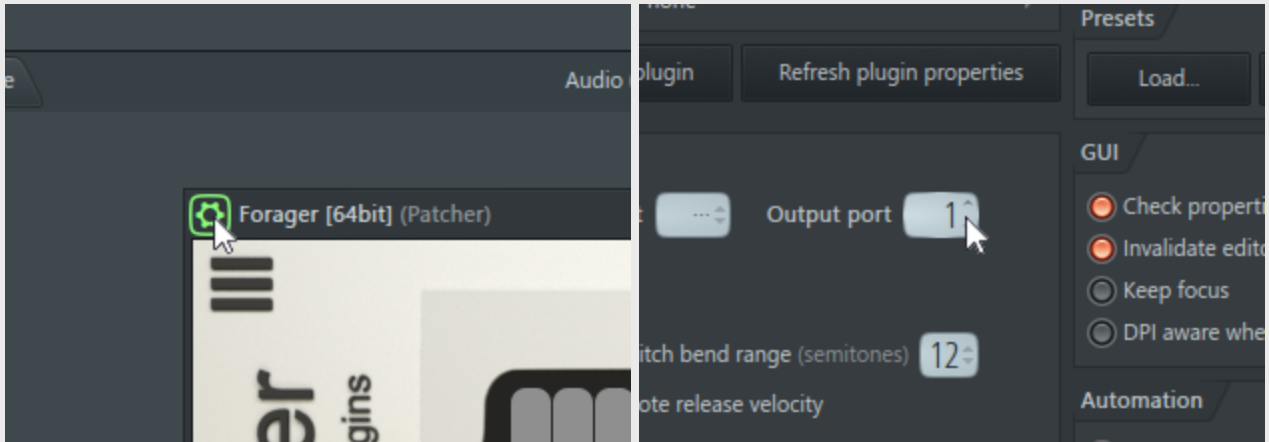 Audio
Forager [64bit] (Patcher)
Presets
plugin
Refresh plugin properties
Load...
GUI
---
Output port
1
Check properti
Invalidate edito
Keep focus
DPI aware whe
itch bend range (semitones)
12
ote release velocity
Automation
er
gins